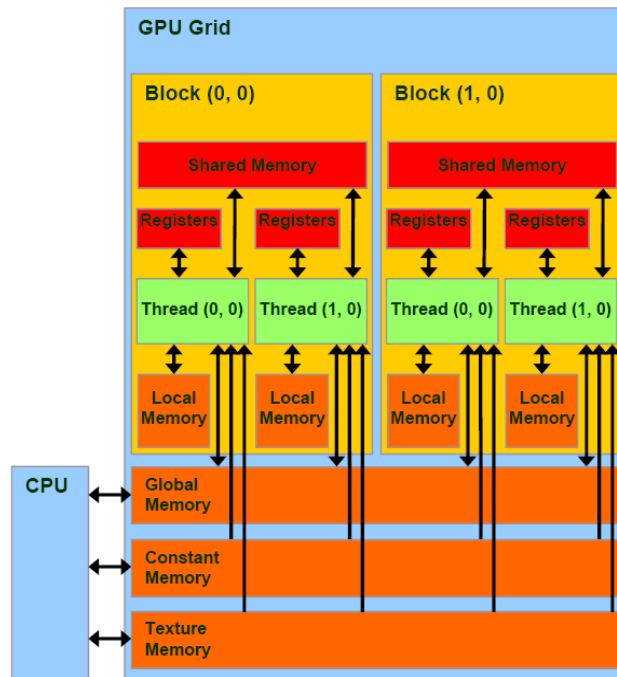 GPU Grid
Block (0, 0)
Shared Memory
Registers
Registers
Thread (0, 0)
Thread (1, 0)
Local
Memory
Local
Memory
Block (1, 0)
Shared Memory
Registers
Registers
Thread (0, 0)
Thread (1, 0)
Local
Memory
Local
Memory
CPU
Global
Memory
Constant
Memory
Texture
Memory